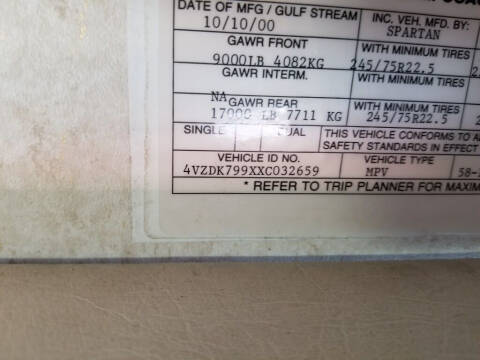 DATE OF MFG / GULF STREAM INC. VEH. MFD. BY:
10/10/00 SPARTAN
GAWR FRONT WITH MINIMUM TIRES
9000LB 4082KG 245/75R22.5
GAWR INTERM. WITH MINIMUM TIRES
NA
GAWR REAR WITH MINIMUM TIRES
17000 LB 7711 KG 245/75R22.5
SINGLE DUAL THIS VEHICLE CONFORMS TO
SAFETY STANDARDS IN EFFECT
VEHICLE ID NO. VEHICLE TYPE
4VZDK799XXC032659 MPV 58-
* REFER TO TRIP PLANNER FOR